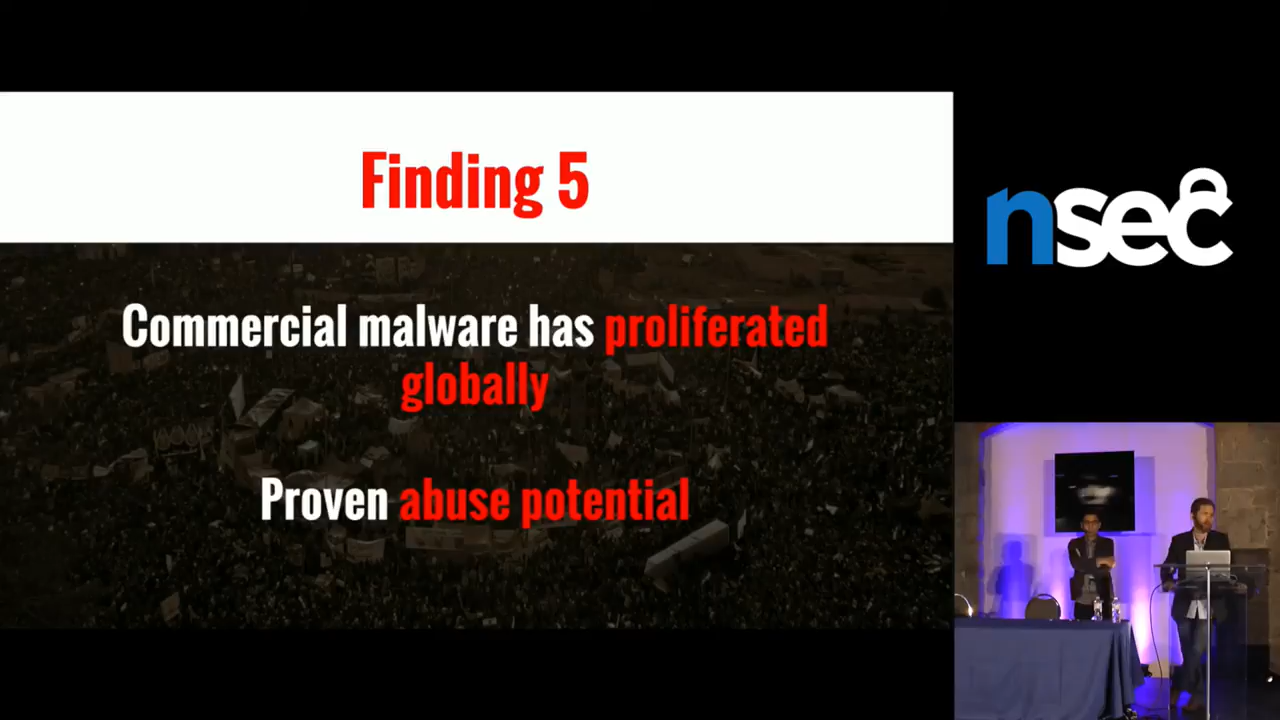 Finding 5
Commercial malware has proliferated
globally
Proven abuse potential
nsec